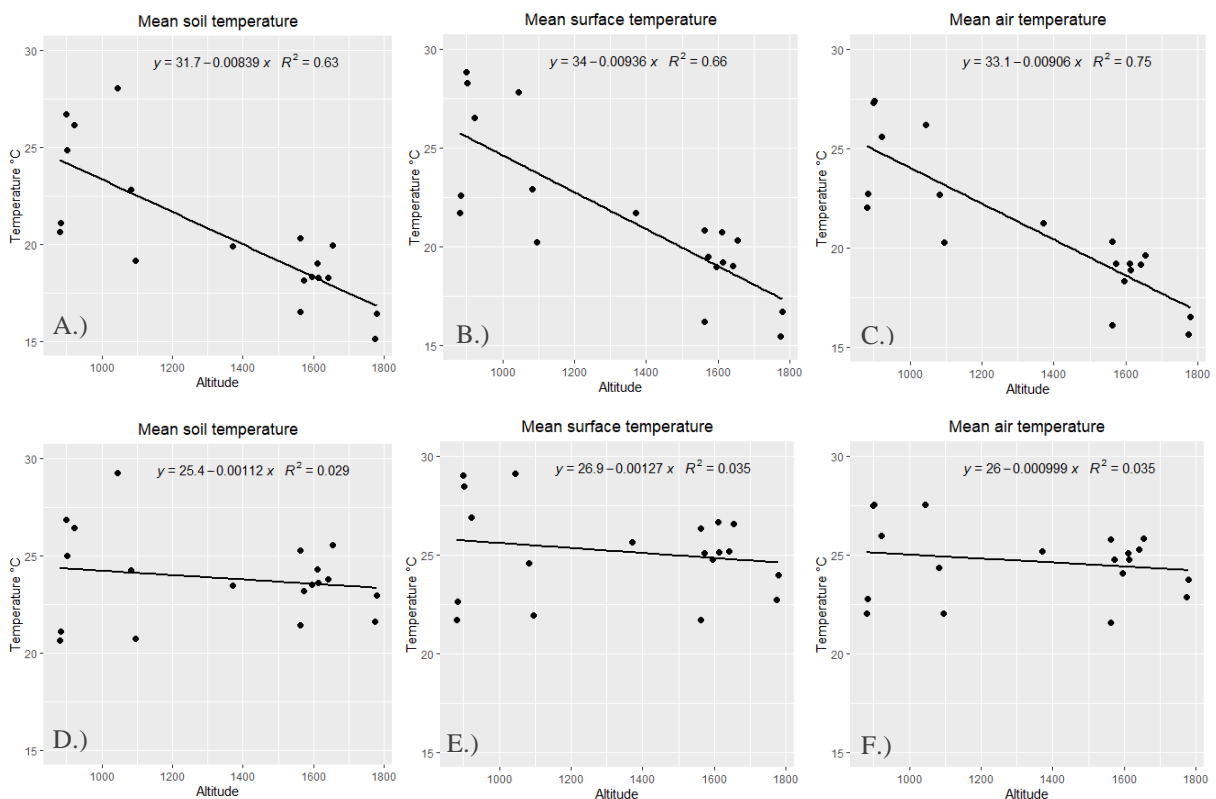 Mean soil temperature
y = 31.7−0.00839 x R² = 0.63
30
25
20
15
Temperature °C
A.)
1000 1200 1400 1600 1800
Altitude
Mean surface temperature
y = 34−0.00936 x R² = 0.66
30
25
20
15
Temperature °C
B.)
1000 1200 1400 1600 1800
Altitude
Mean air temperature
y = 33.1−0.00906 x R² = 0.75
30
25
20
15
Temperature °C
C.)
1000 1200 1400 1600 1800
Altitude
Mean soil temperature
y = 25.4−0.00112 x R² = 0.029
30
25
20
15
Temperature °C
D.)
1000 1200 1400 1600 1800
Altitude
Mean surface temperature
y = 26.9−0.00127 x R² = 0.035
30
25
20
15
Temperature °C
E.)
1000 1200 1400 1600 1800
Altitude
Mean air temperature
y = 26−0.000999 x R² = 0.035
30
25
20
15
Temperature °C
F.)
1000 1200 1400 1600 1800
Altitude